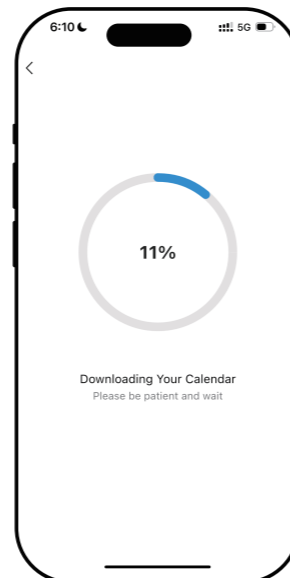 6:10
5G
11%
Downloading Your Calendar
Please be patient and wait